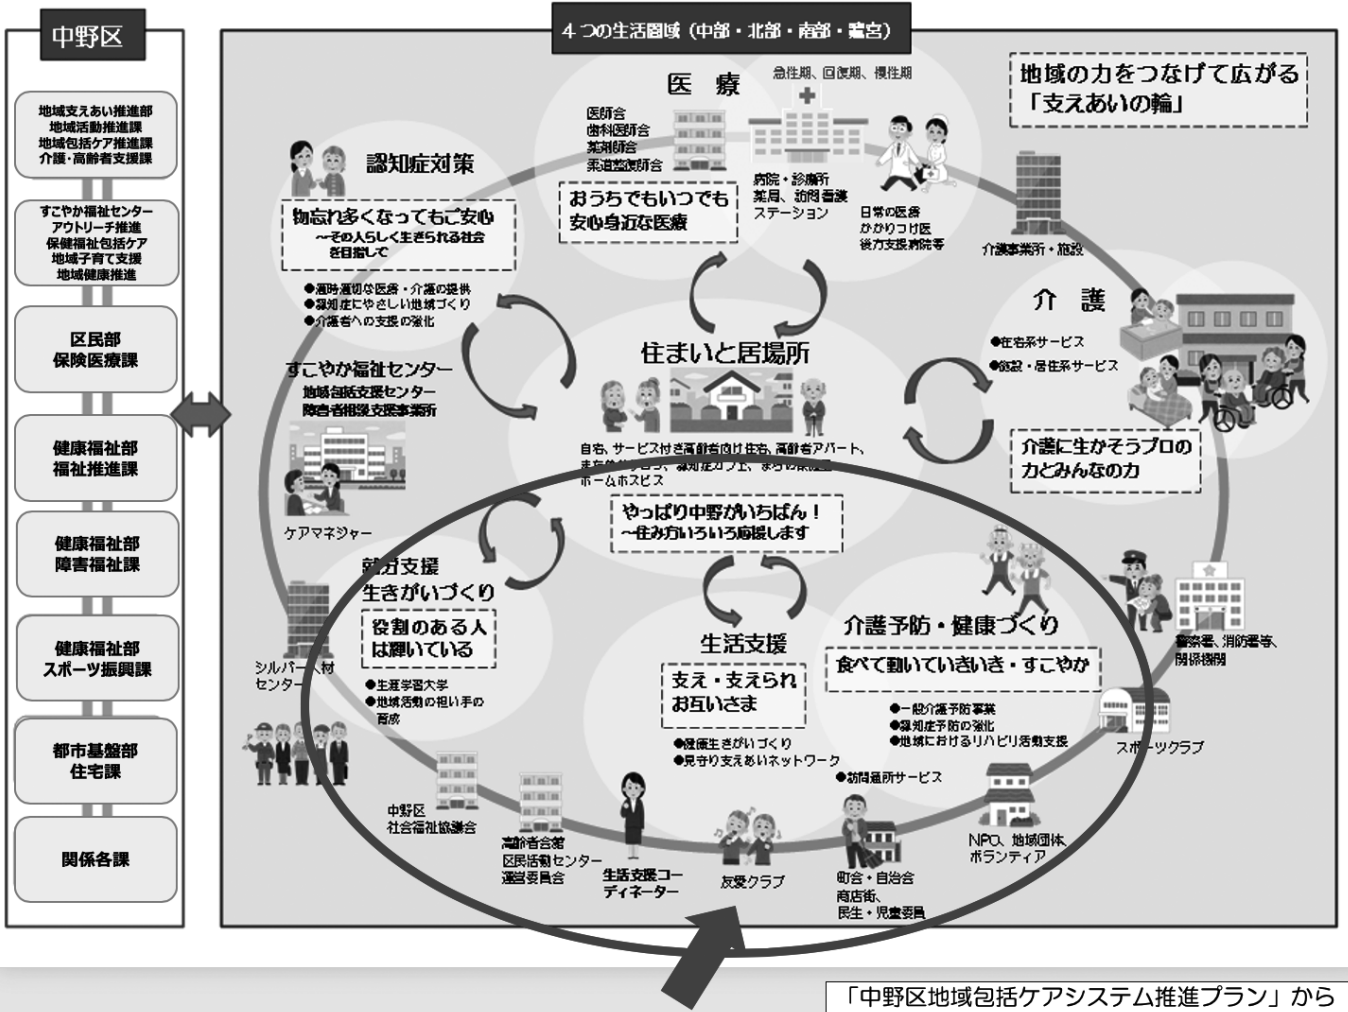 中野区
地域支えあい推進部
地域活動推進課
地域包括ケア推進課
介護・高齢者支援課
すこやか福祉センター
アウトリーチ推進
保健福祉包括ケア
地域子育て支援
地域健康推進
区民部
保険医療課
健康福祉部
福祉推進課
健康福祉部
障害福祉課
健康福祉部
スポーツ振興課
都市基盤部
住宅課
関係各課
4つの生活圏域（中部・北部・南部・鷺宮）
地域の力をつなげて広がる
「支えあいの輪」
医 療
急性期、回復期、慢性期
医師会
歯科医師会
薬剤師会
柔道整復師会
おうちでもいつでも
安心身近な医療
病院・診療所
薬局、訪問看護
ステーション
日常の医療
かかりつけ医
後方支援病院等
認知症対策
物忘れ多くなってもご安心
～その人らしく生きられる社会
を目指して
●適時適切な医療・介護の提供
●認知症にやさしい地域づくり
●介護者への支援の強化
介護事業所・施設
介 護
●在宅系サービス
●施設・居住系サービス
介護に生かそうプロの
力とみんなの力
すこやか福祉センター
地域包括支援センター
障害者相談支援事業所
ケアマネジャー
住まいと居場所
自宅、サービス付き高齢者向け住宅、高齢者アパート、
ホームホスピス
やっぱり中野がいちばん！
～住み方いろいろ応援します
就労支援
生きがいづくり
役割のある人
は輝いている
●生涯学習大学
●地域活動の担い手の
育成
シルバー人材
センター
生活支援
支え・支えられ
お互いさま
●健康生きがいづくり
●見守り支えあいネットワーク
介護予防・健康づくり
食べて動いていきいき・すこやか
●一般介護予防事業
●認知症予防の強化
●地域におけるリハビリ活動支援
●訪問通所サービス
警察署、消防署等、
関係機関
スポーツクラブ
中野区
社会福祉協議会
高齢者会館
区民活動センター
運営委員会
生活支援コー
ディネーター
友愛クラブ
町会・自治会
商店街、
民生・児童委員
NPO、地域団体、
ボランティア
「中野区地域包括ケアシステム推進プラン」から